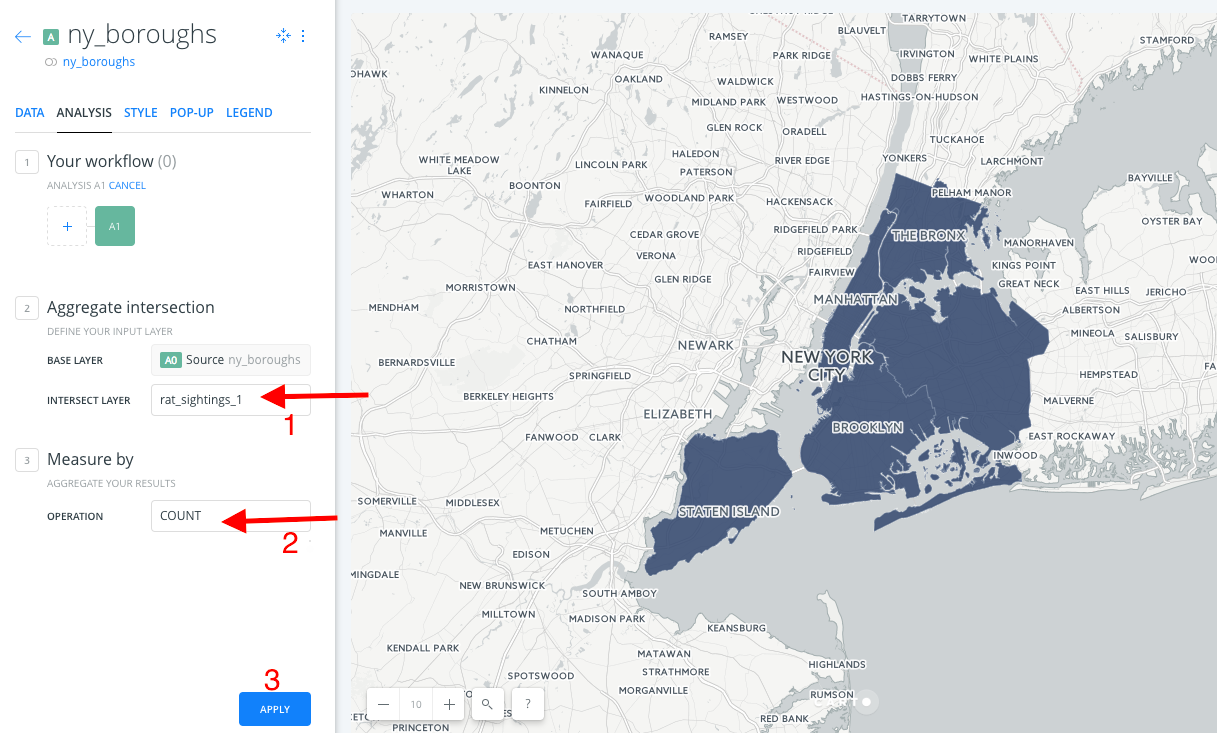 A ny_boroughs
ny_boroughs
DATA ANALYSIS STYLE POP-UP LEGEND
1 Your workflow (0)
ANALYSIS A1 CANCEL
+ A1
2 Aggregate intersection
DEFINE YOUR INPUT LAYER
BASE LAYER A0 Source ny_boroughs
INTERSECT LAYER rat_sightings_1
1
3 Measure by
AGGREGATE YOUR RESULTS
OPERATION COUNT
2
3
APPLY
TARRYTOWN
BLAUVELT
RAMSEY
STAMFORD
WANAQUE
PARK RIDGE
IRVINGTON
WHITE PLAINS
OAKLAND
DOBBS FERRY
WALDWICK
KINNELON
HASTINGS-ON-HUDSON
MIDLAND PARK
WESTWOOD
GLEN ROCK
ORADELL
TUCKAHOE
HALEDON
YONKERS
LARCHMONT
WHITE MEADOW
LAKE
LINCOLN PARK
RIVER EDGE
PATERSON
BAYVILLE
BOONTON
WHARTON
WOODLAND PARK
PELHAM MANOR
FAIRFIELD
HACKENSACK
OYSTER BAY
CEDAR GROVE
RIDGEFIELD PARK
THE BRONX
MANORHAVEN
VERONA
RIDGEFIELD
EAST HANOVER
KINGS POINT
GLEN RIDGE
FAIRVIEW
GREAT NECK
MORRISTOWN
EAST HILLS
JERICHO
MANHATTAN
MENDHAM
NORTHFIELD
ALBERTSON
MINEOLA
SALISBURY
CHATHAM
NEWARK
NEW YORK
CITY
BERNARDSVILLE
SPRINGFIELD
HEMPSTEAD
BERKELEY HEIGHTS
MALVERNE
ELIZABETH
BROOKLYN
FANWOOD
CLARK
EAST ROCKAWAY
INWOOD
SOMERVILLE
MIDDLESEX
STATEN ISLAND
MANVILLE
METUCHEN
EDISON
NEW BRUNSWICK
SOUTH AMBOY
MILLTOWN
MADISON PARK
KEANSBURG
KENDALL PARK
MATAWAN
HIGHLANDS
STRATHMORE
SPOTSWOOD
MORGANVILLE
RUMSON
RED BANK
PRINCETON
− 10 + ?